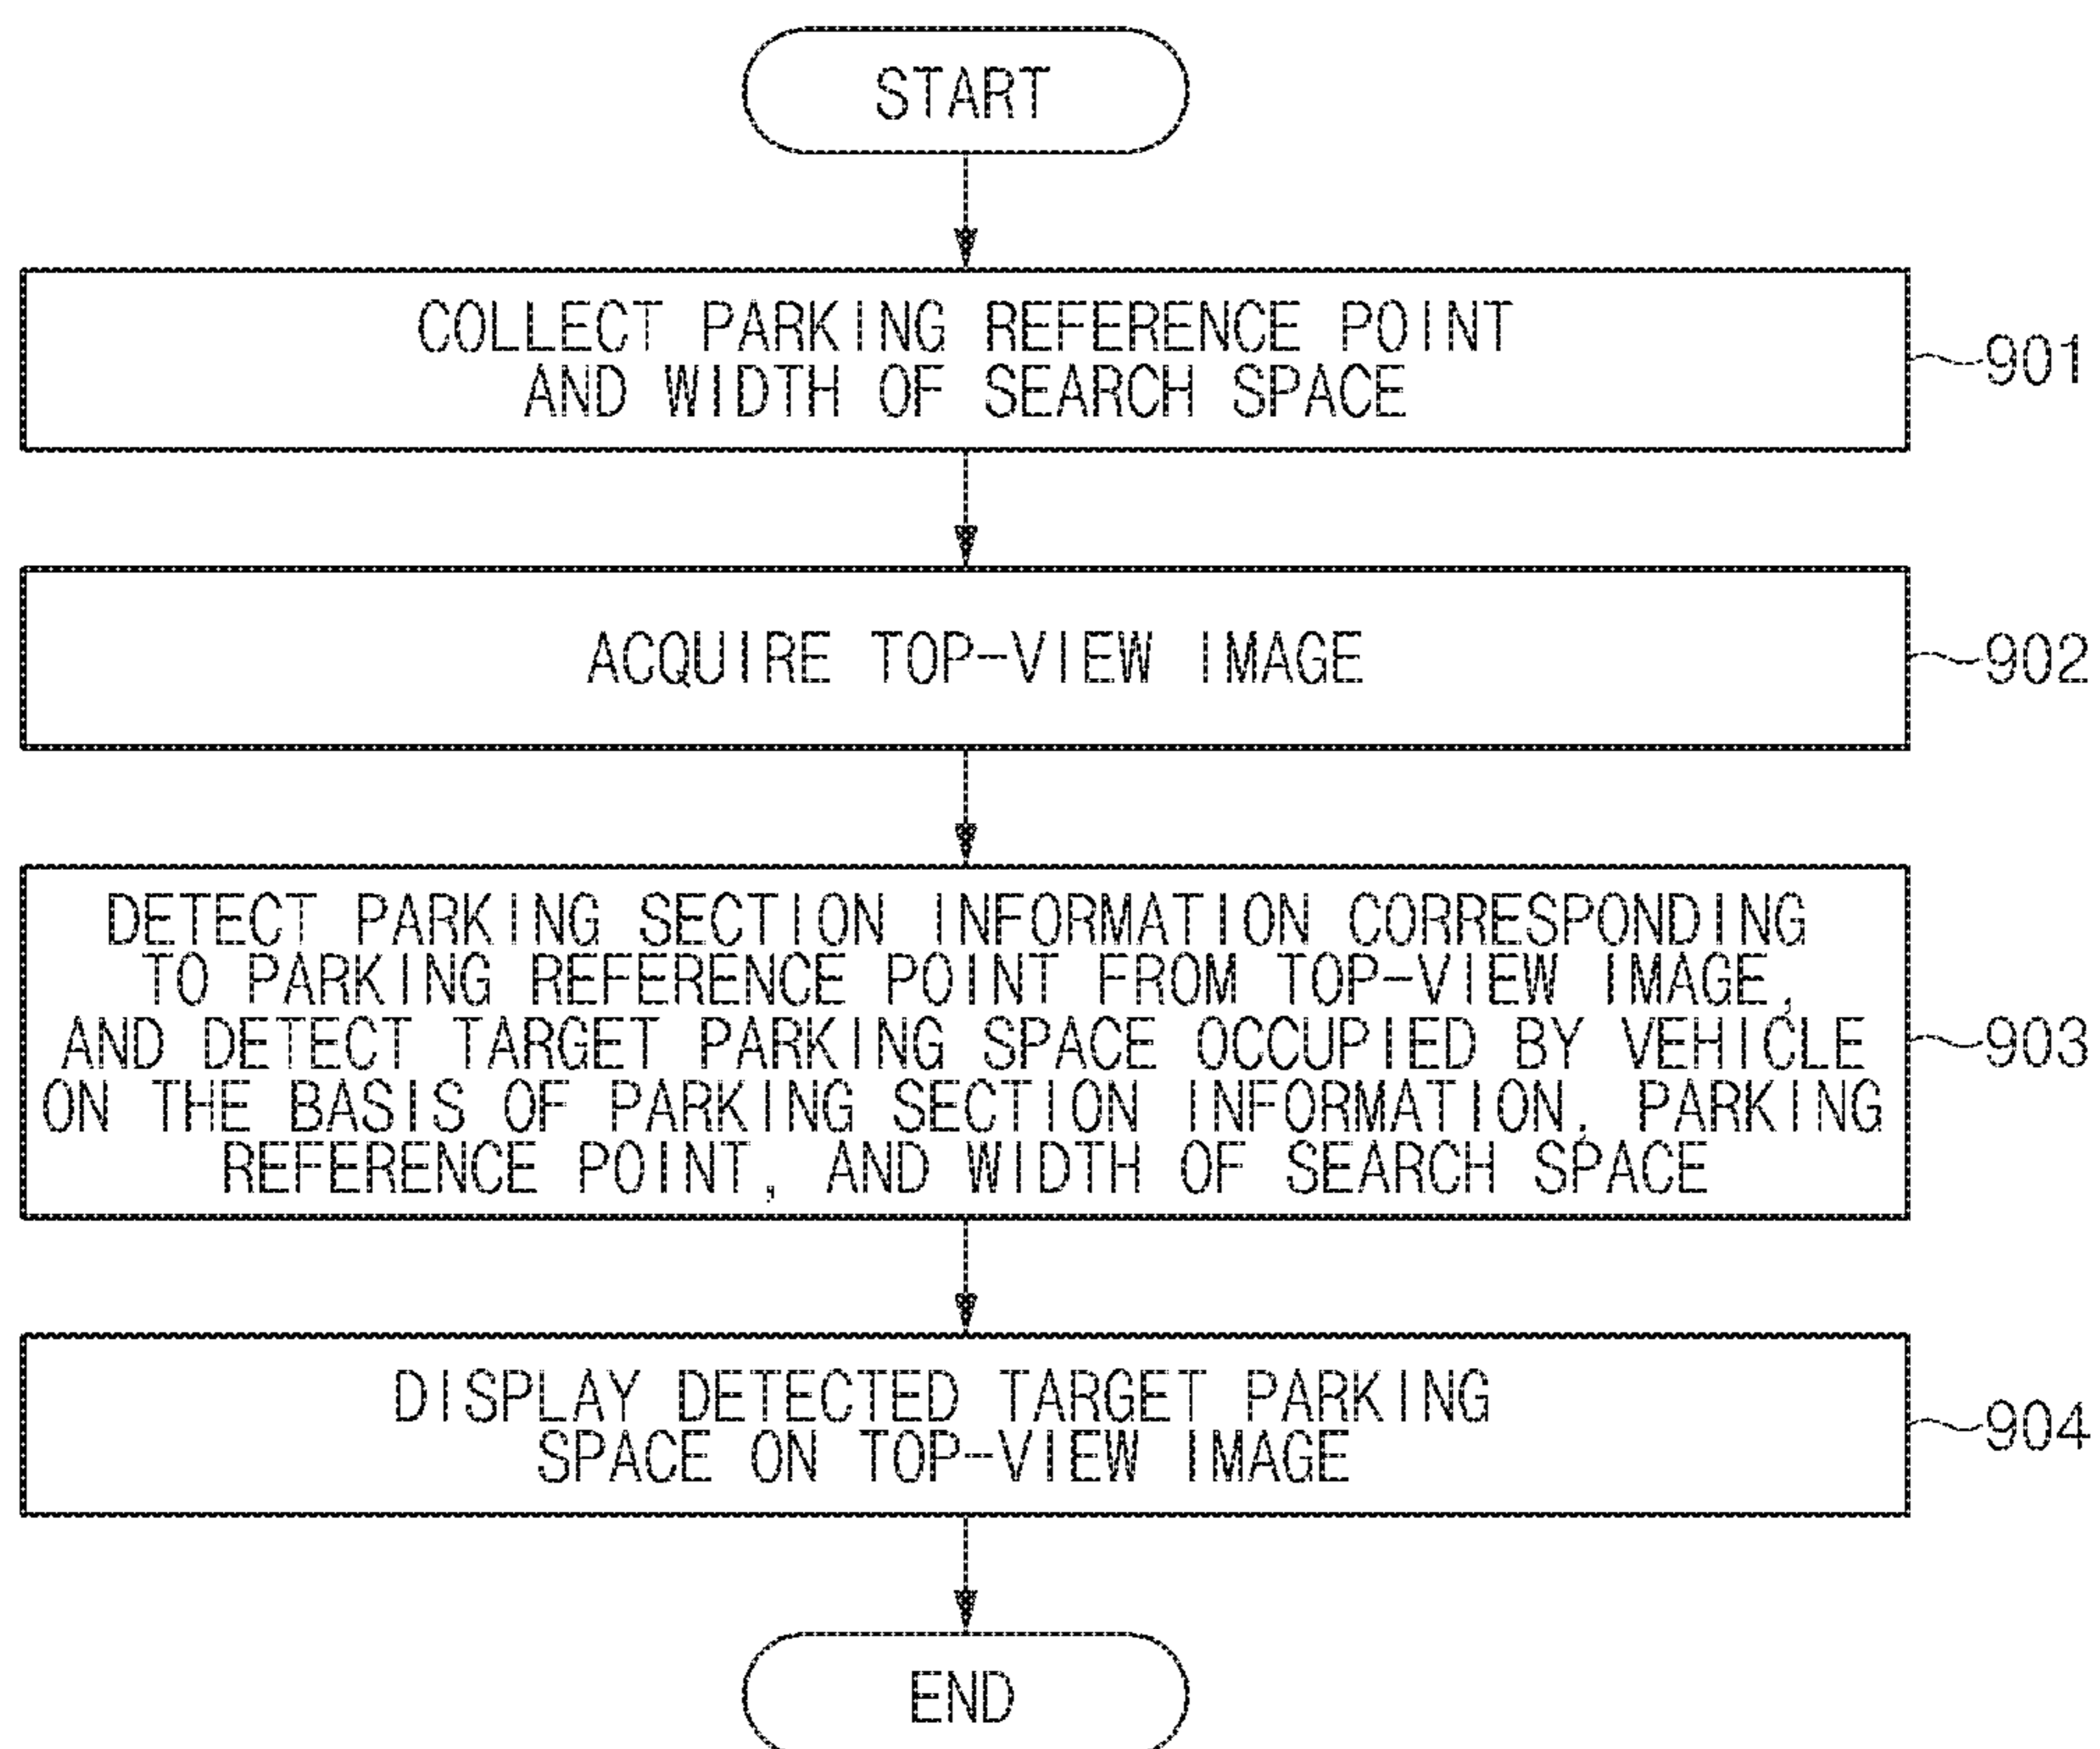 START
COLLECT PARKING REFERENCE POINT
AND WIDTH OF SEARCH SPACE
901
ACQUIRE TOP-VIEW IMAGE
902
DETECT PARKING SECTION INFORMATION CORRESPONDING
TO PARKING REFERENCE POINT FROM TOP-VIEW IMAGE,
AND DETECT TARGET PARKING SPACE OCCUPIED BY VEHICLE
ON THE BASIS OF PARKING SECTION INFORMATION, PARKING
REFERENCE POINT, AND WIDTH OF SEARCH SPACE
903
DISPLAY DETECTED TARGET PARKING
SPACE ON TOP-VIEW IMAGE
904
END